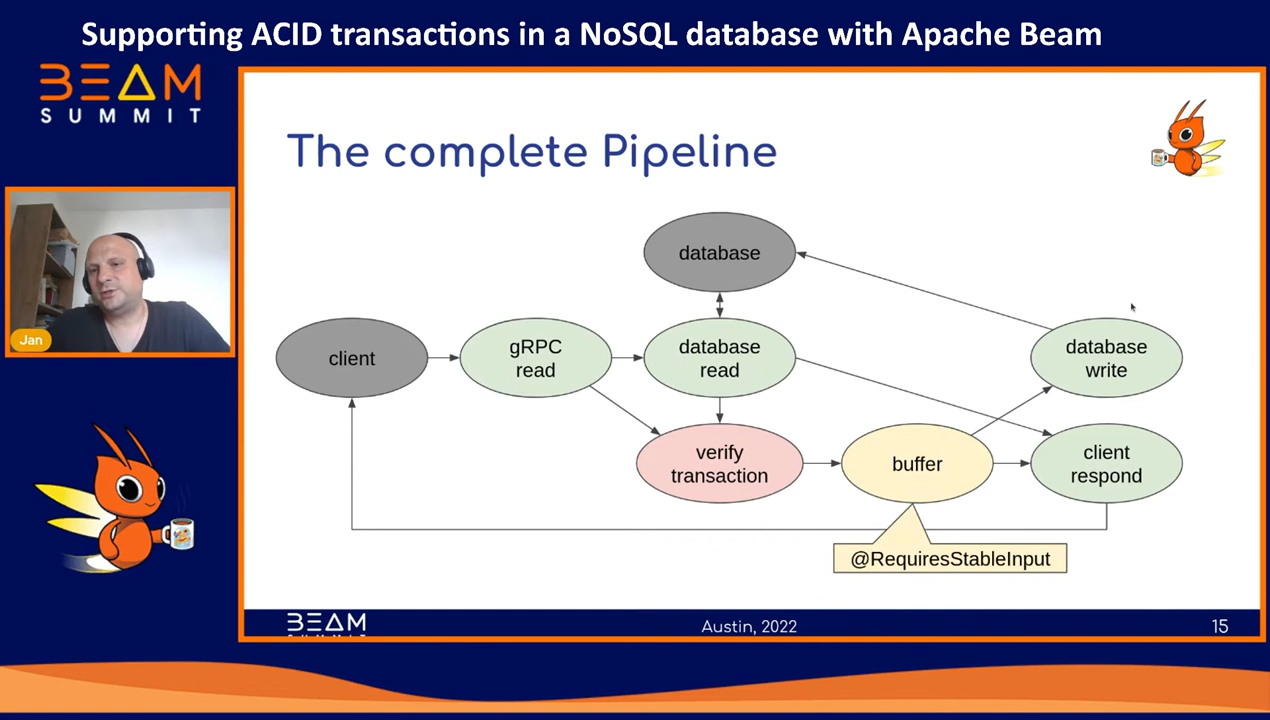 Supporting ACID transactions in a NoSQL database with Apache Beam
BEAM
SUMMIT
The complete Pipeline
database
client
gRPC
read
database
read
database
write
verify
transaction
buffer
client
respond
@RequiresStableInput
Jan
BEAM
Austin, 2022
15